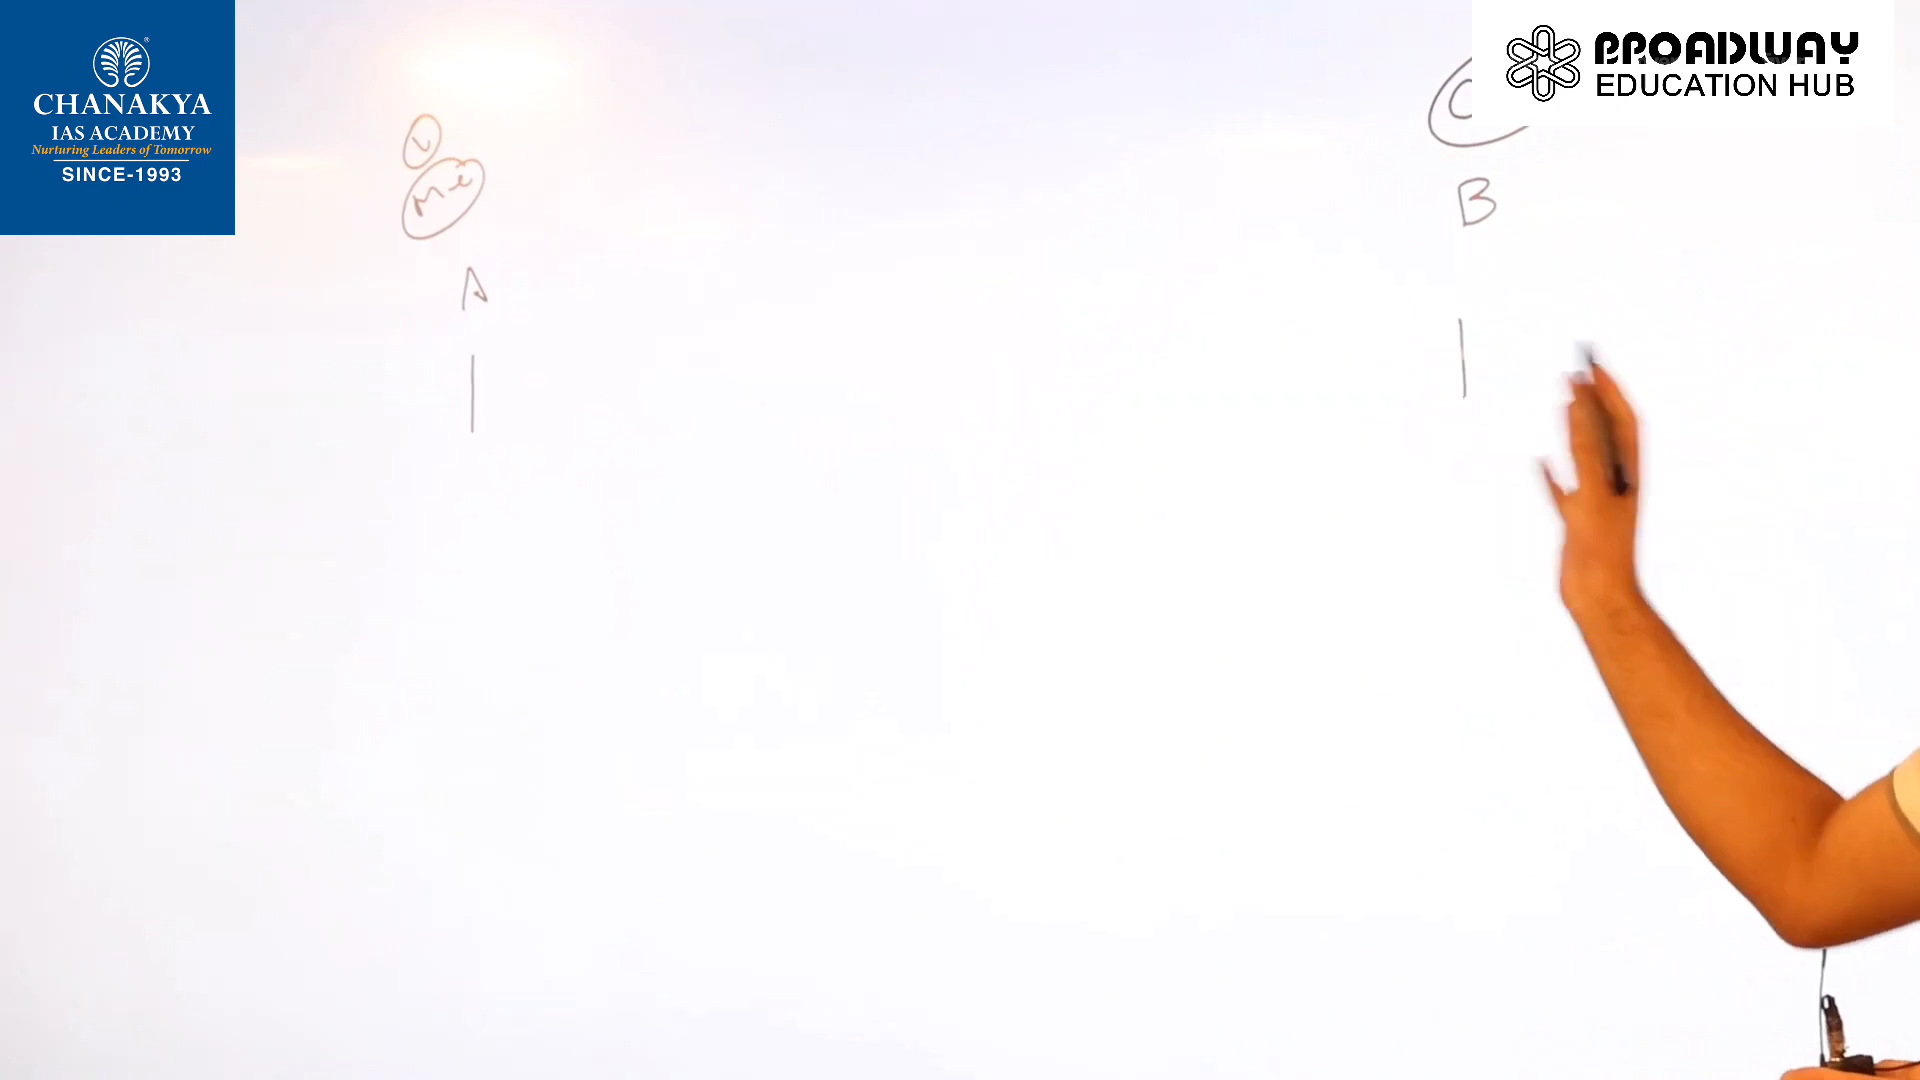 CHANAKYA
IAS ACADEMY
Nurturing Leaders of Tomorrow
SINCE-1993
BROADWAY
EDUCATION HUB
B
A